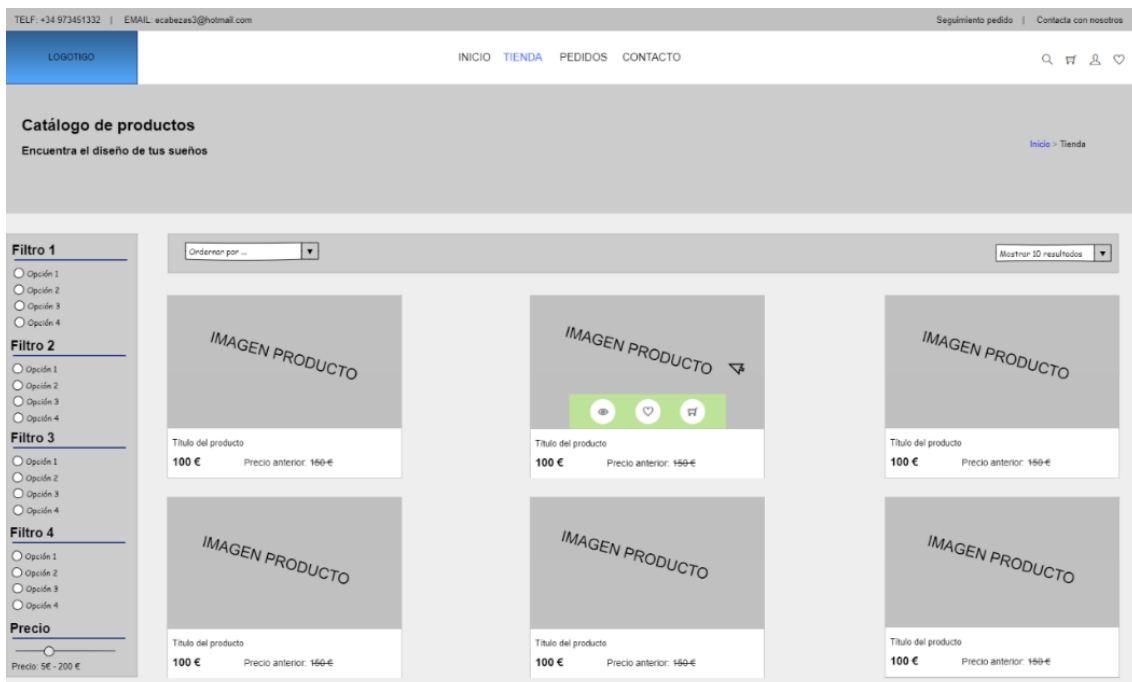 TELF: +34 973451332 | EMAIL: ecabezas3@hotmail.com
Seguimiento pedido | Contacta con nosotros
LOGOTIGO
INICIO TIENDA PEDIDOS CONTACTO
Catálogo de productos
Encuentra el diseño de tus sueños
Inicio > Tienda
Filtro 1
Opción 1
Opción 2
Opción 3
Opción 4
Filtro 2
Opción 1
Opción 2
Opción 3
Opción 4
Filtro 3
Opción 1
Opción 2
Opción 3
Opción 4
Filtro 4
Opción 1
Opción 2
Opción 3
Opción 4
Precio
Precio: 5€ - 200 €
Ordernar por ...
Mostrar 10 resultados
IMAGEN PRODUCTO
Título del producto
100 € Precio anterior: 150 €
IMAGEN PRODUCTO
Título del producto
100 € Precio anterior: 150 €
IMAGEN PRODUCTO
Título del producto
100 € Precio anterior: 150 €
IMAGEN PRODUCTO
Título del producto
100 € Precio anterior: 150 €
IMAGEN PRODUCTO
Título del producto
100 € Precio anterior: 150 €
IMAGEN PRODUCTO
Título del producto
100 € Precio anterior: 150 €